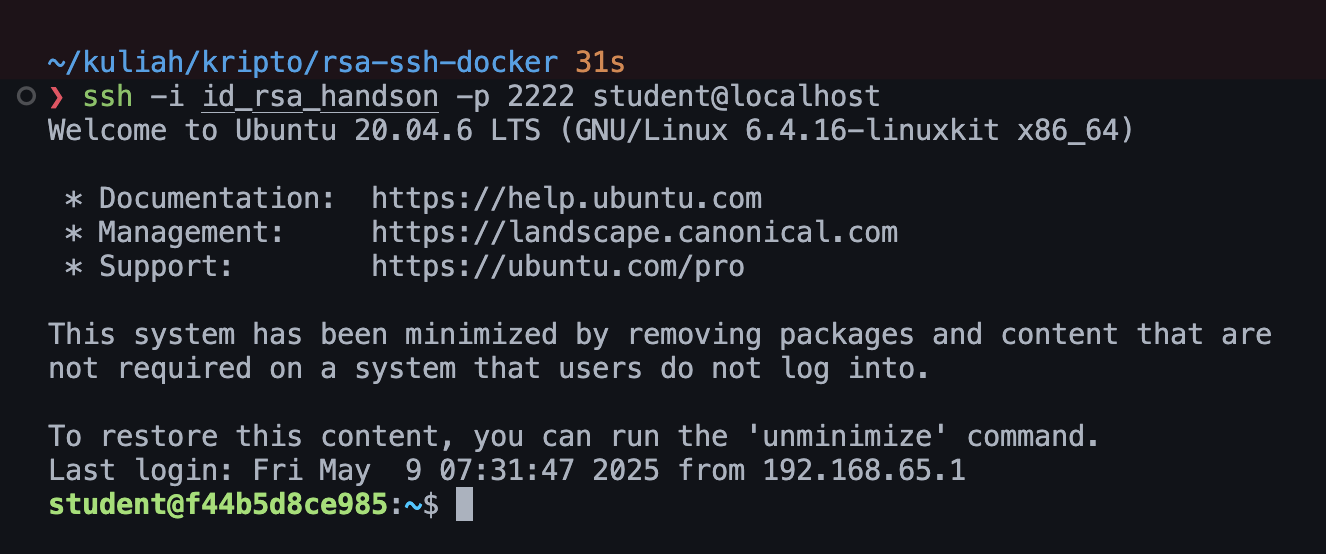 ~/kuliah/kripto/rsa-ssh-docker 31s
❯ ssh -i id_rsa_handson -p 2222 student@localhost
Welcome to Ubuntu 20.04.6 LTS (GNU/Linux 6.4.16-linuxkit x86_64)
* Documentation:  https://help.ubuntu.com
* Management:     https://landscape.canonical.com
* Support:        https://ubuntu.com/pro
This system has been minimized by removing packages and content that are
not required on a system that users do not log into.
To restore this content, you can run the 'unminimize' command.
Last login: Fri May  9 07:31:47 2025 from 192.168.65.1
student@f44b5d8ce985:~$